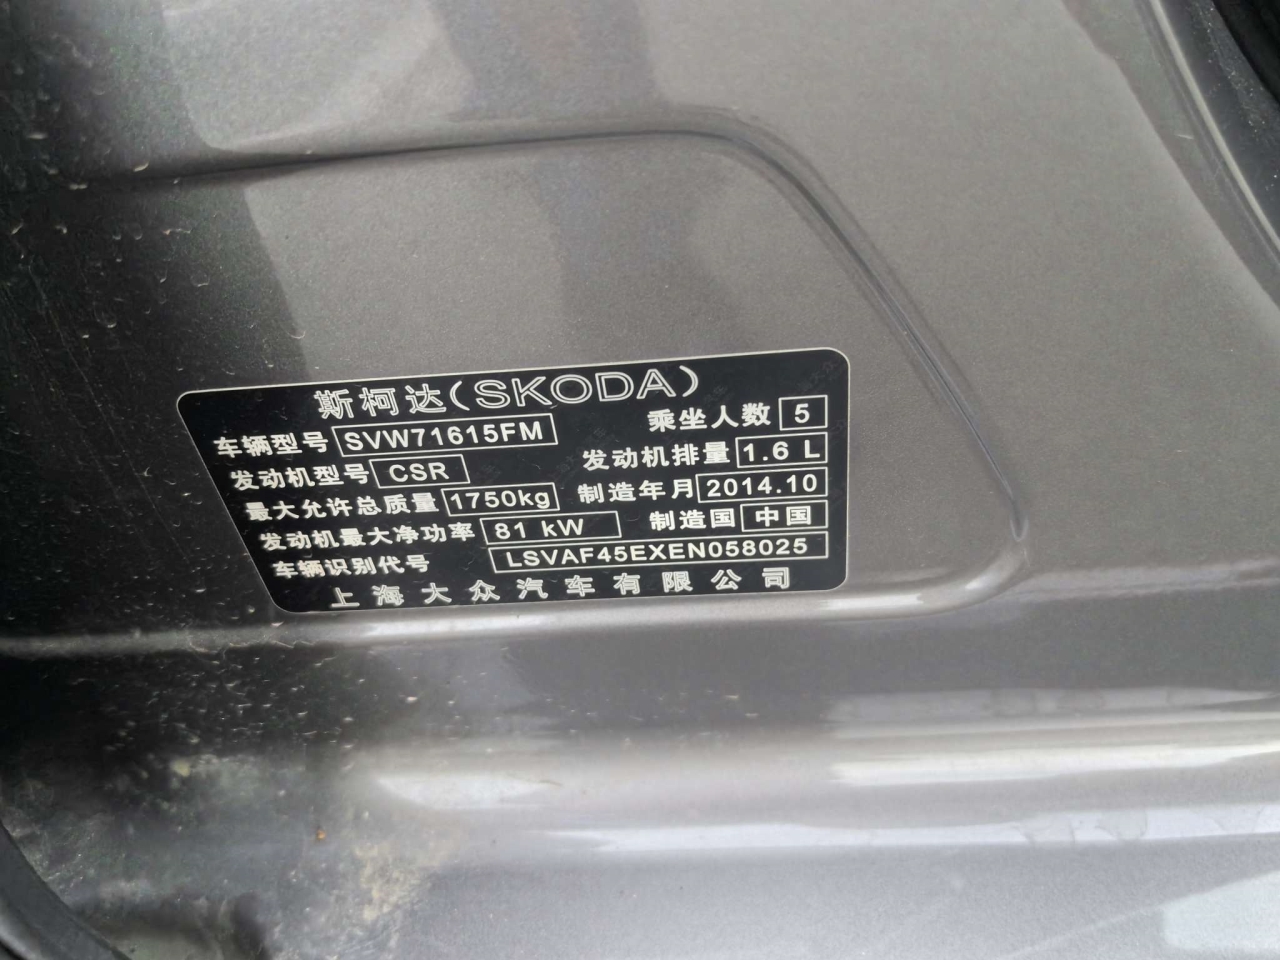 斯柯达(SKODA)
车辆型号 SVW71615FM 乘坐人数 5
发动机型号 CSR 发动机排量 1.6 L
最大允许总质量 1750kg 制造年月 2014.10
发动机最大净功率 81 kW 制造国 中国
车辆识别代号 LSVAF45EXEN058025
上海大众汽车有限公司